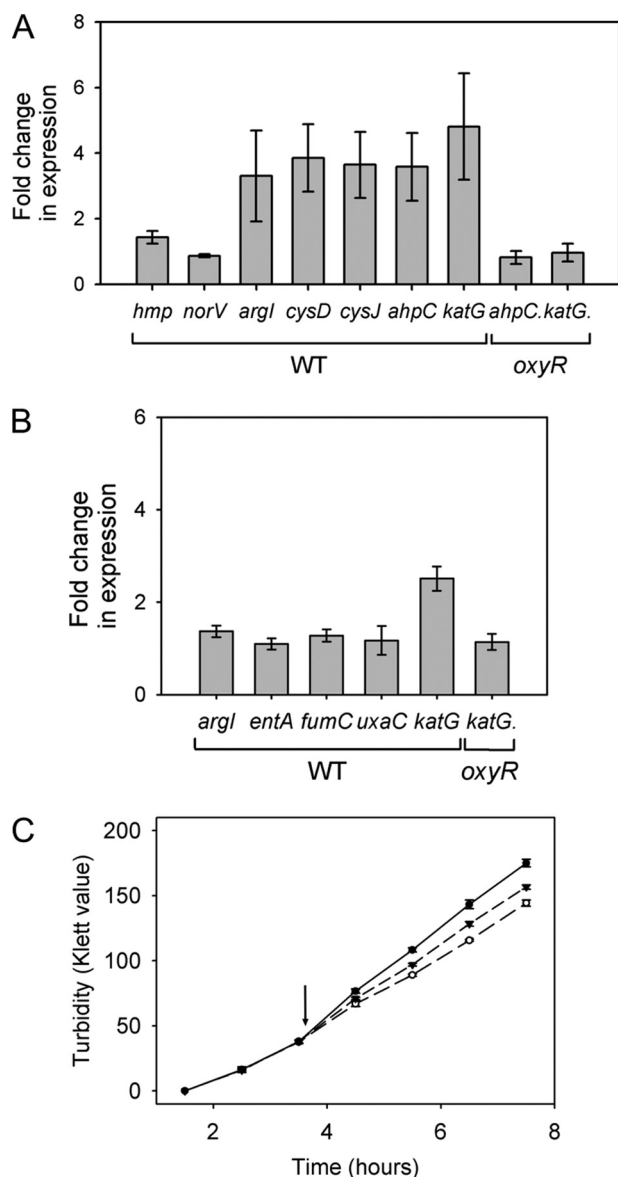 A
Fold change
in expression
8
6
4
2
0
hmp norV argI cysD cysJ ahpC katG ahpC. katG.
WT oxyR
B
Fold change
in expression
6
4
2
0
argI entA fumC uxaC katG katG.
WT oxyR
C
Turbidity (Klett value)
200
150
100
50
0
2 4 6 8
Time (hours)